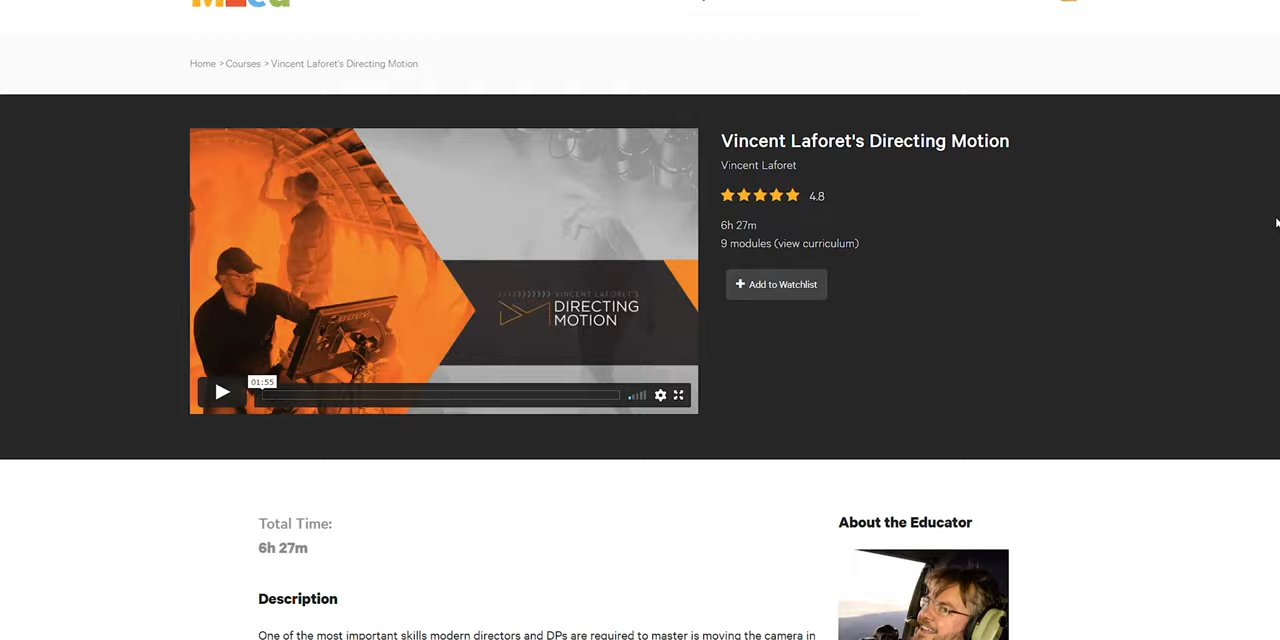 Home > Courses > Vincent Laforet's Directing Motion
Vincent Laforet's Directing Motion
Vincent Laforet
4.8
6h 27m
9 modules (view curriculum)
+ Add to Watchlist
VINCENT LAFORET'S
DIRECTING
MOTION
01:55
Total Time:
6h 27m
About the Educator
Description
One of the most important skills modern directors and DPs are required to master is moving the camera in